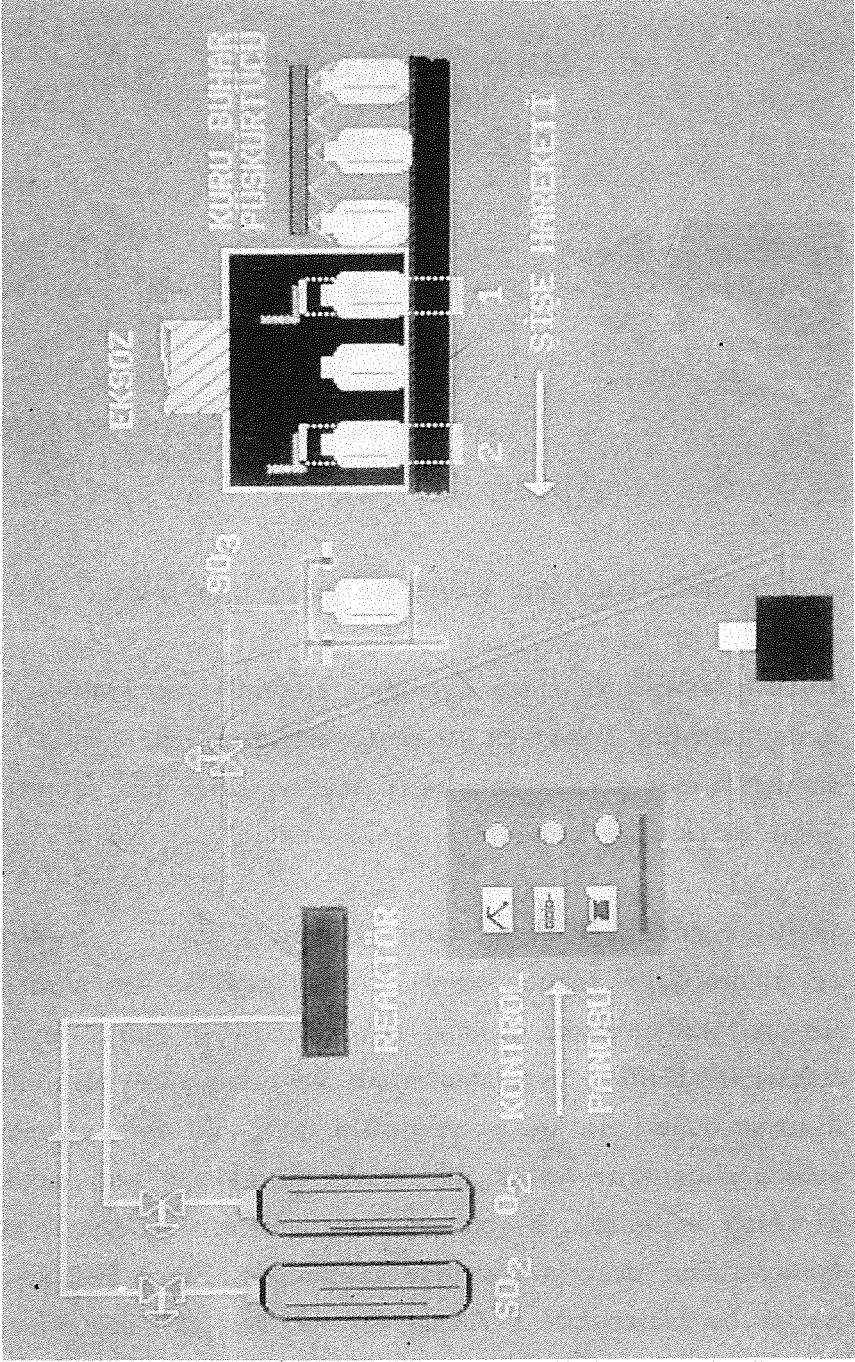 KURU BUHAR
PÜSKÜRTÜCÜ
EKSOZ
SO3
1
2
ŞİŞE HAREKETİ
REAKTÖR
KONTROL
PANOSU
O2
SO2